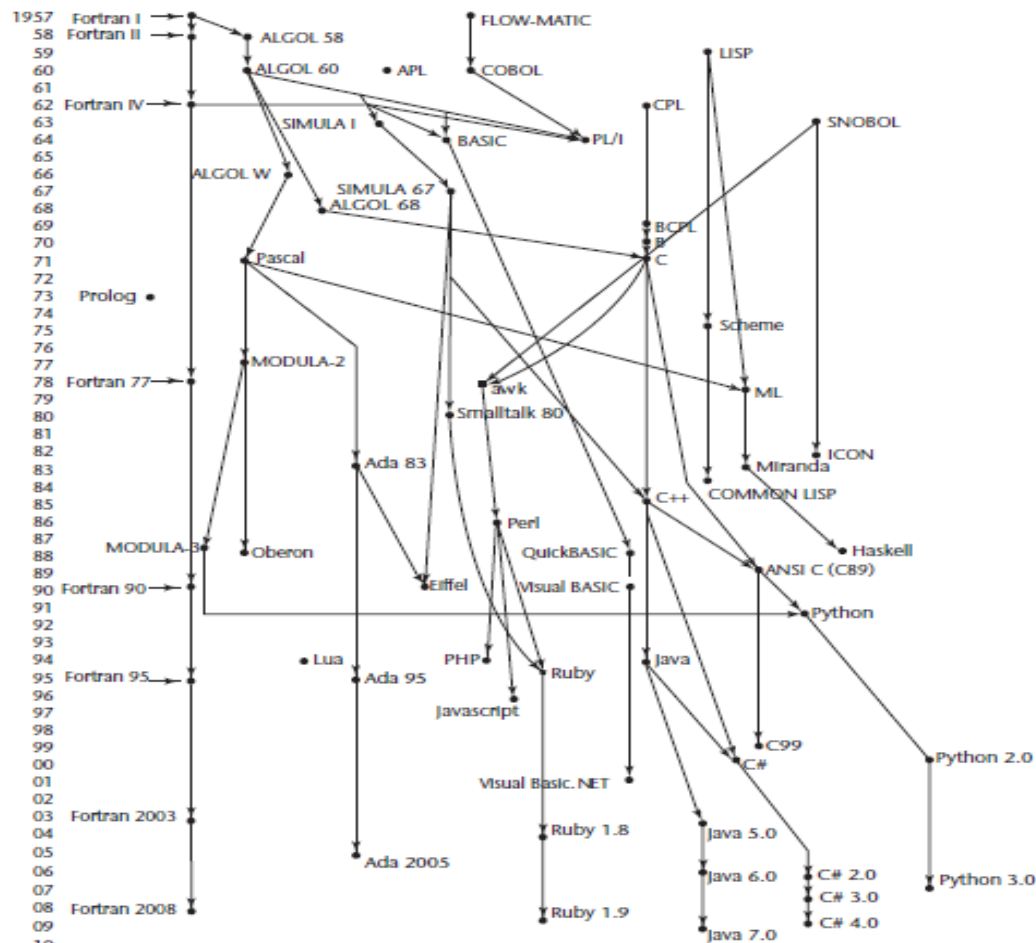 1957 Fortran I FLOW-MATIC
58 Fortran II ALGOL 58
59 LISP
60 ALGOL 60 APL COBOL
61
62 Fortran IV CPL
63 SIMULA I SNOBOL
64 BASIC PL/I
65
66 ALGOL W
67 SIMULA 67
68 ALGOL 68
69 BCPL
70 B
71 Pascal C
72
73 Prolog
74
75 Scheme
76
77 MODULA-2
78 Fortran 77 awk ML
79
80 Smalltalk 80
81
82 ICON
83 Ada 83 Miranda
84 COMMON LISP
85 C++
86 Perl
87
88 MODULA-3 Oberon QuickBASIC Haskell
89 ANSI C (C89)
90 Fortran 90 Eiffel Visual BASIC
91 Python
92
93
94 Lua PHP Java
95 Fortran 95 Ada 95 Ruby
96
97 Javascript
98
99 C99
00 C# Python 2.0
01 Visual Basic.NET
02
03 Fortran 2003
04 Ruby 1.8 Java 5.0
05 Ada 2005
06 Java 6.0 C# 2.0
07 C# 3.0 Python 3.0
08 Fortran 2008
09 Ruby 1.9 Java 7.0 C# 4.0